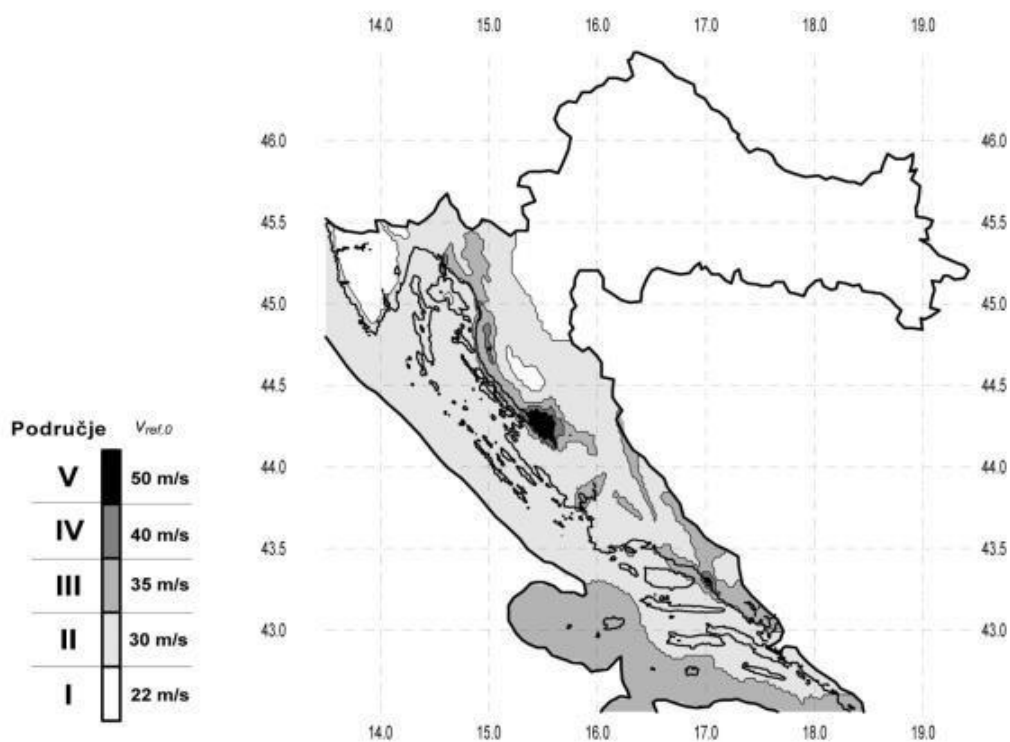 14.0 15.0 16.0 17.0 18.0 19.0
46.0 46.0
45.5 45.5
45.0 45.0
44.5 44.5
44.0 44.0
43.5 43.5
43.0 43.0
14.0 15.0 16.0 17.0 18.0 19.0
Područje Vref,0
V 50 m/s
IV 40 m/s
III 35 m/s
II 30 m/s
I 22 m/s